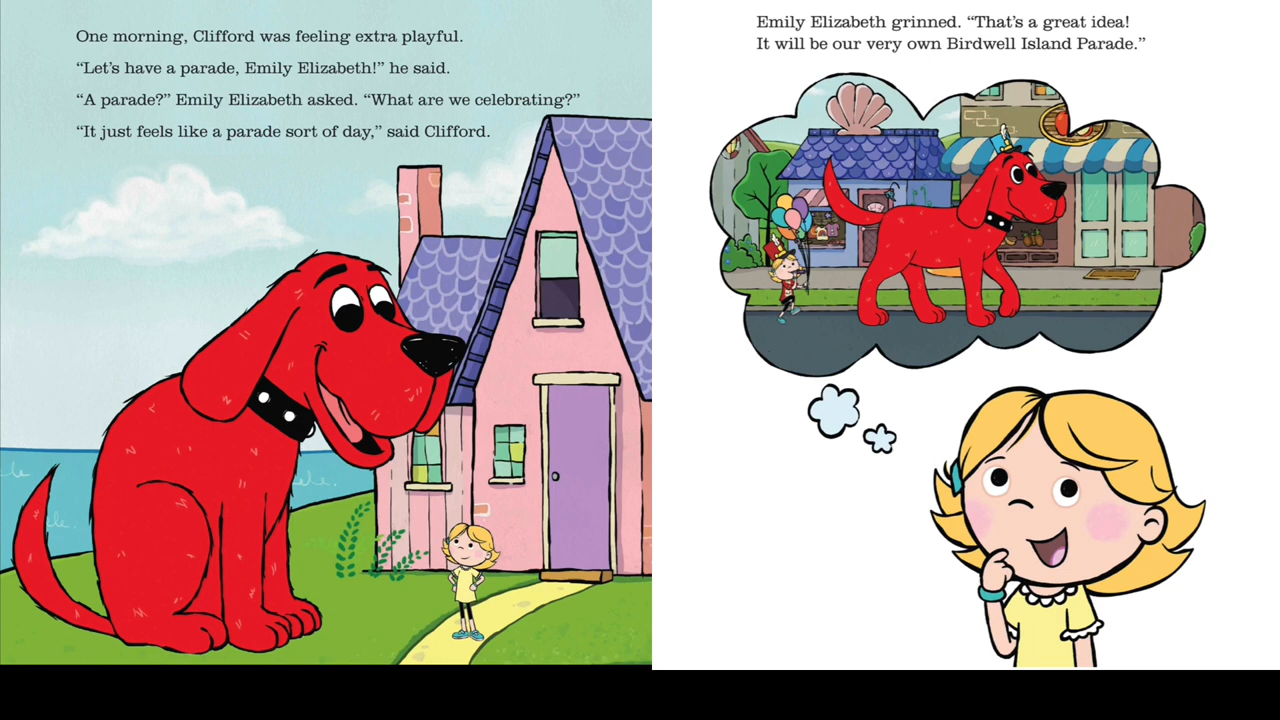 One morning, Clifford was feeling extra playful.
“Let’s have a parade, Emily Elizabeth!” he said.
“A parade?” Emily Elizabeth asked. “What are we celebrating?”
“It just feels like a parade sort of day,” said Clifford.
Emily Elizabeth grinned. “That’s a great idea!
It will be our very own Birdwell Island Parade.”